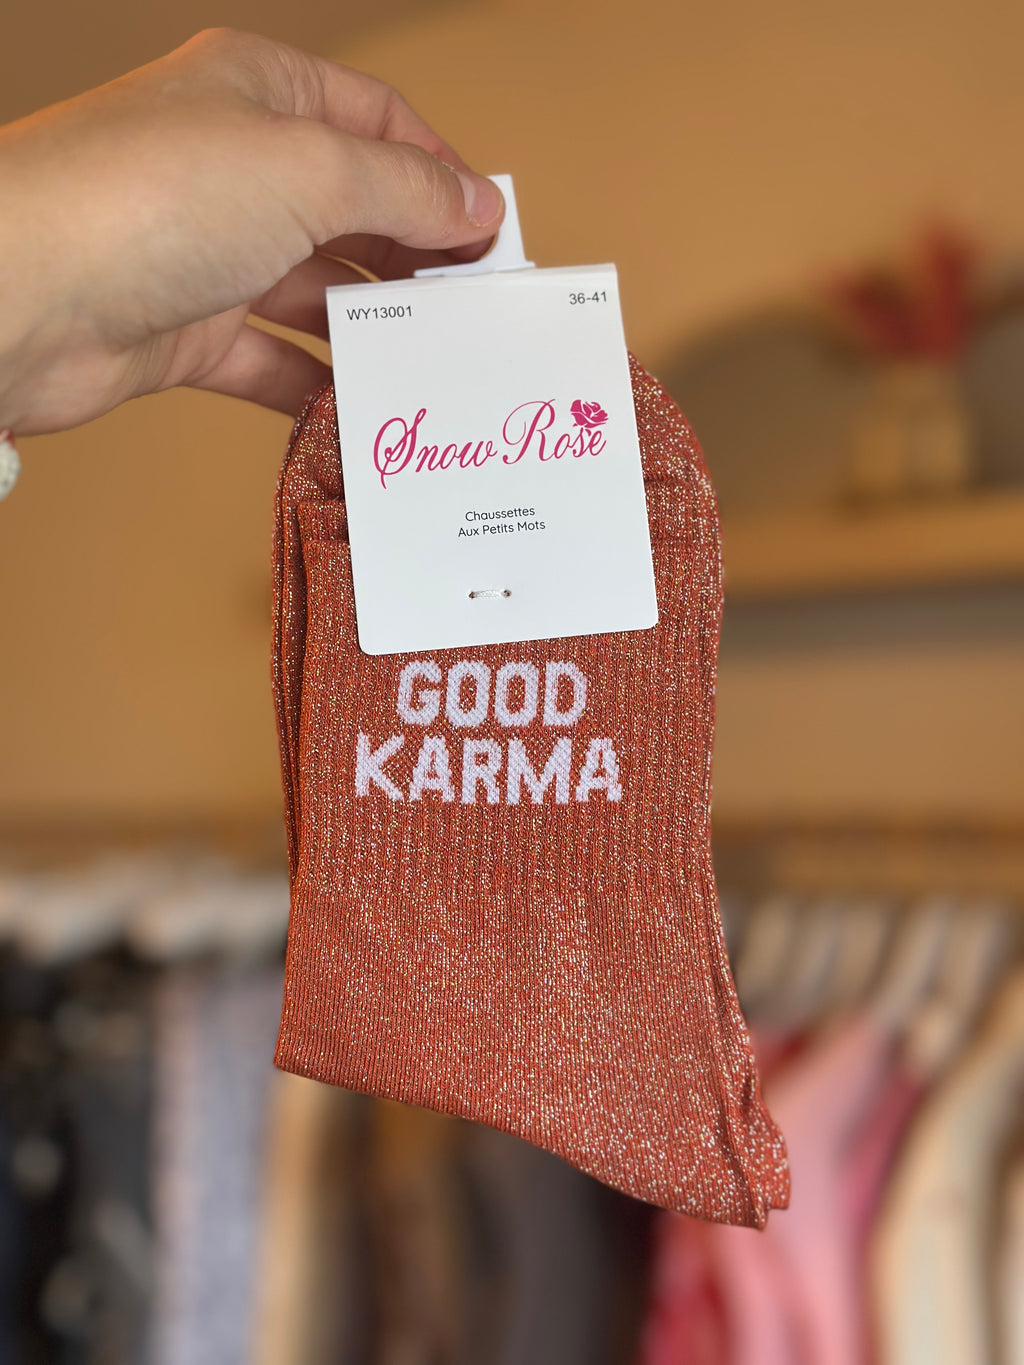 WY13001 36-41
Snow Rose
Chaussettes
Aux Petits Mots
GOOD
KARMA